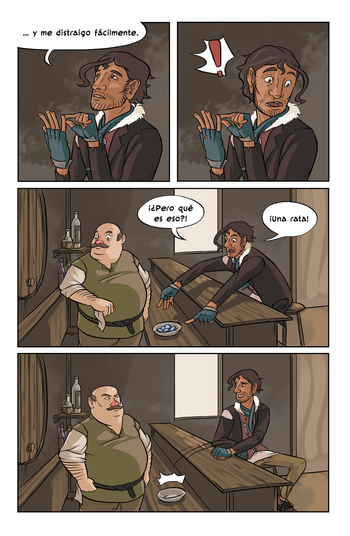 ... y me distraigo fácilmente.
!
¡¿Pero qué
es eso?!
¡Una rata!